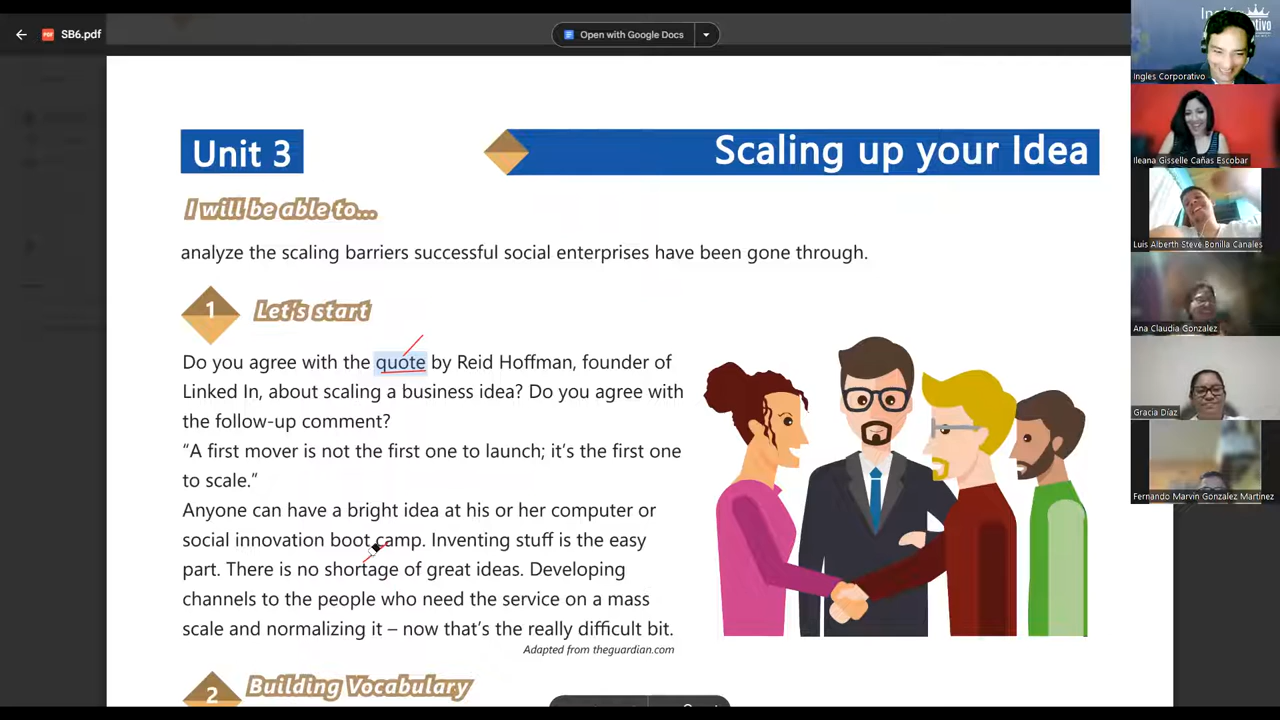 SB6.pdf
Open with Google Docs
Unit 3
Scaling up your Idea
I will be able to...
analyze the scaling barriers successful social enterprises have been gone through.
1
Let's start
Do you agree with the quote by Reid Hoffman, founder of
Linked In, about scaling a business idea? Do you agree with
the follow-up comment?
“A first mover is not the first one to launch; it's the first one
to scale.”
Anyone can have a bright idea at his or her computer or
social innovation boot camp. Inventing stuff is the easy
part. There is no shortage of great ideas. Developing
channels to the people who need the service on a mass
scale and normalizing it – now that's the really difficult bit.
Adapted from theguardian.com
2
Building Vocabulary
Ingles Corporativo
Ileana Gisselle Cañas Escobar
Luis Alberth Steve Bonilla Canales
Ana Claudia Gonzalez
Gracia Díaz
Fernando Marvin Gonzalez Martinez